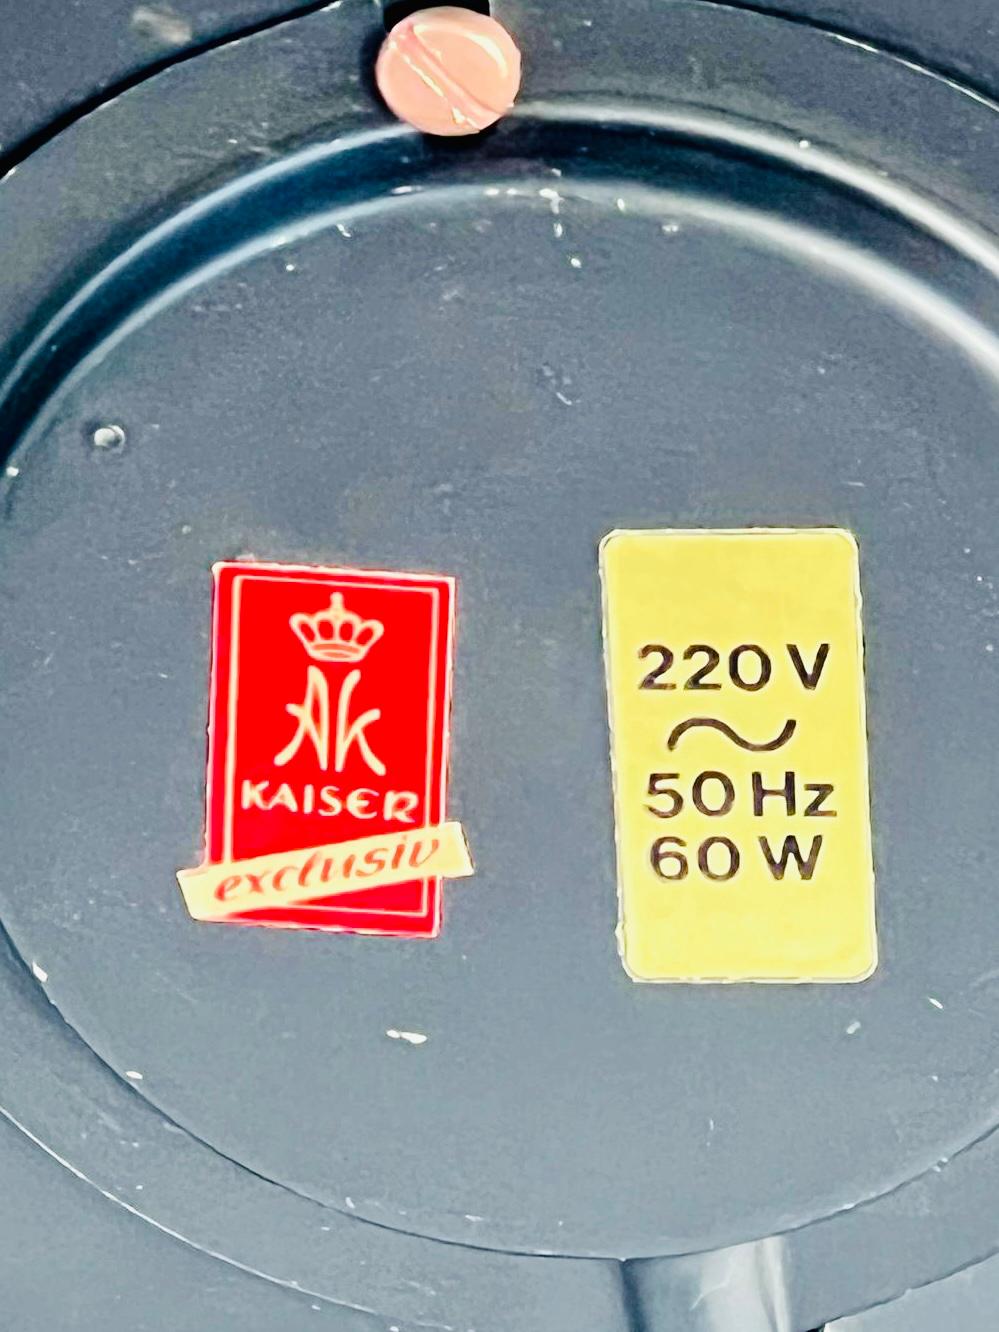 AK
KAISER
exclusiv
220 V
~
50 Hz
60 W